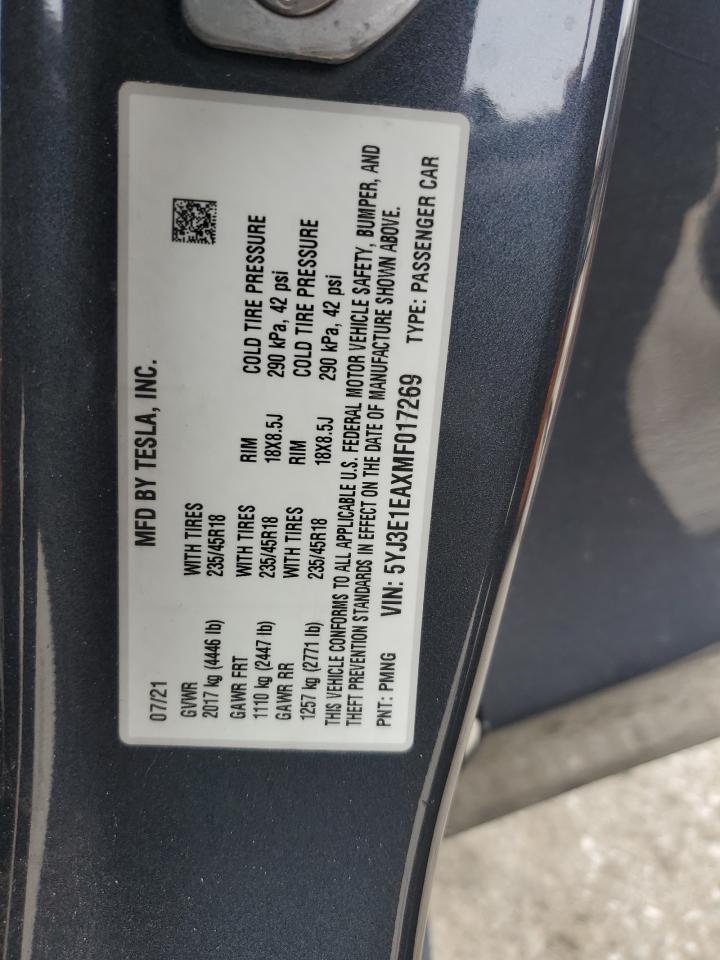 07/21 MFD BY TESLA, INC.
GVWR WITH TIRES
2017 kg (4446 lb) 235/45R18
GAWR FRT WITH TIRES RIM COLD TIRE PRESSURE
1110 kg (2447 lb) 235/45R18 18X8.5J 290 kPa, 42 psi
GAWR RR WITH TIRES RIM COLD TIRE PRESSURE
1257 kg (2771 lb) 235/45R18 18X8.5J 290 kPa, 42 psi
THIS VEHICLE CONFORMS TO ALL APPLICABLE U.S. FEDERAL MOTOR VEHICLE SAFETY, BUMPER, AND
THEFT PREVENTION STANDARDS IN EFFECT ON THE DATE OF MANUFACTURE SHOWN ABOVE.
PNT: PMNG VIN: 5YJ3E1EAXMF017269 TYPE: PASSENGER CAR